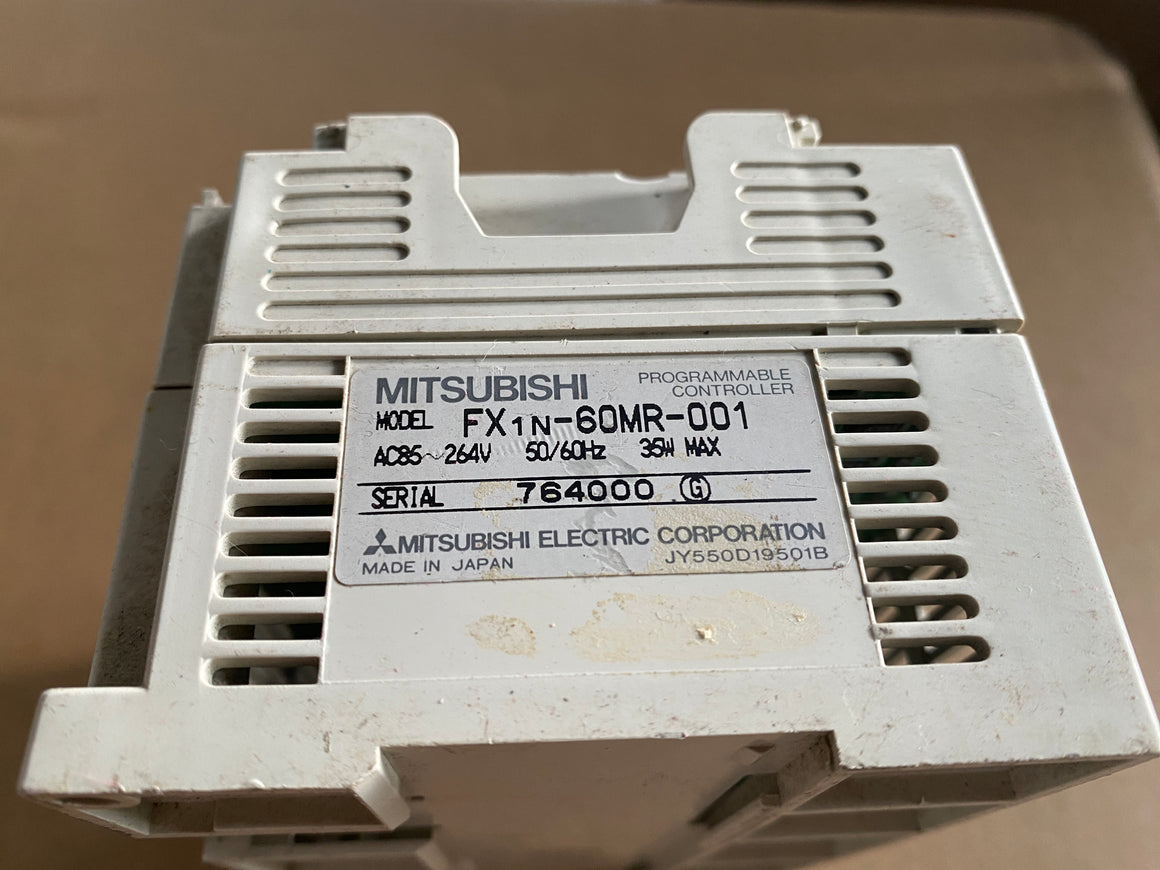 MITSUBISHI
PROGRAMMABLE
CONTROLLER
MODEL FX1N-60MR-001
AC85~264V 50/60Hz 35W MAX
SERIAL 764000 Ⓖ
MITSUBISHI ELECTRIC CORPORATION
MADE IN JAPAN JY550D19501B